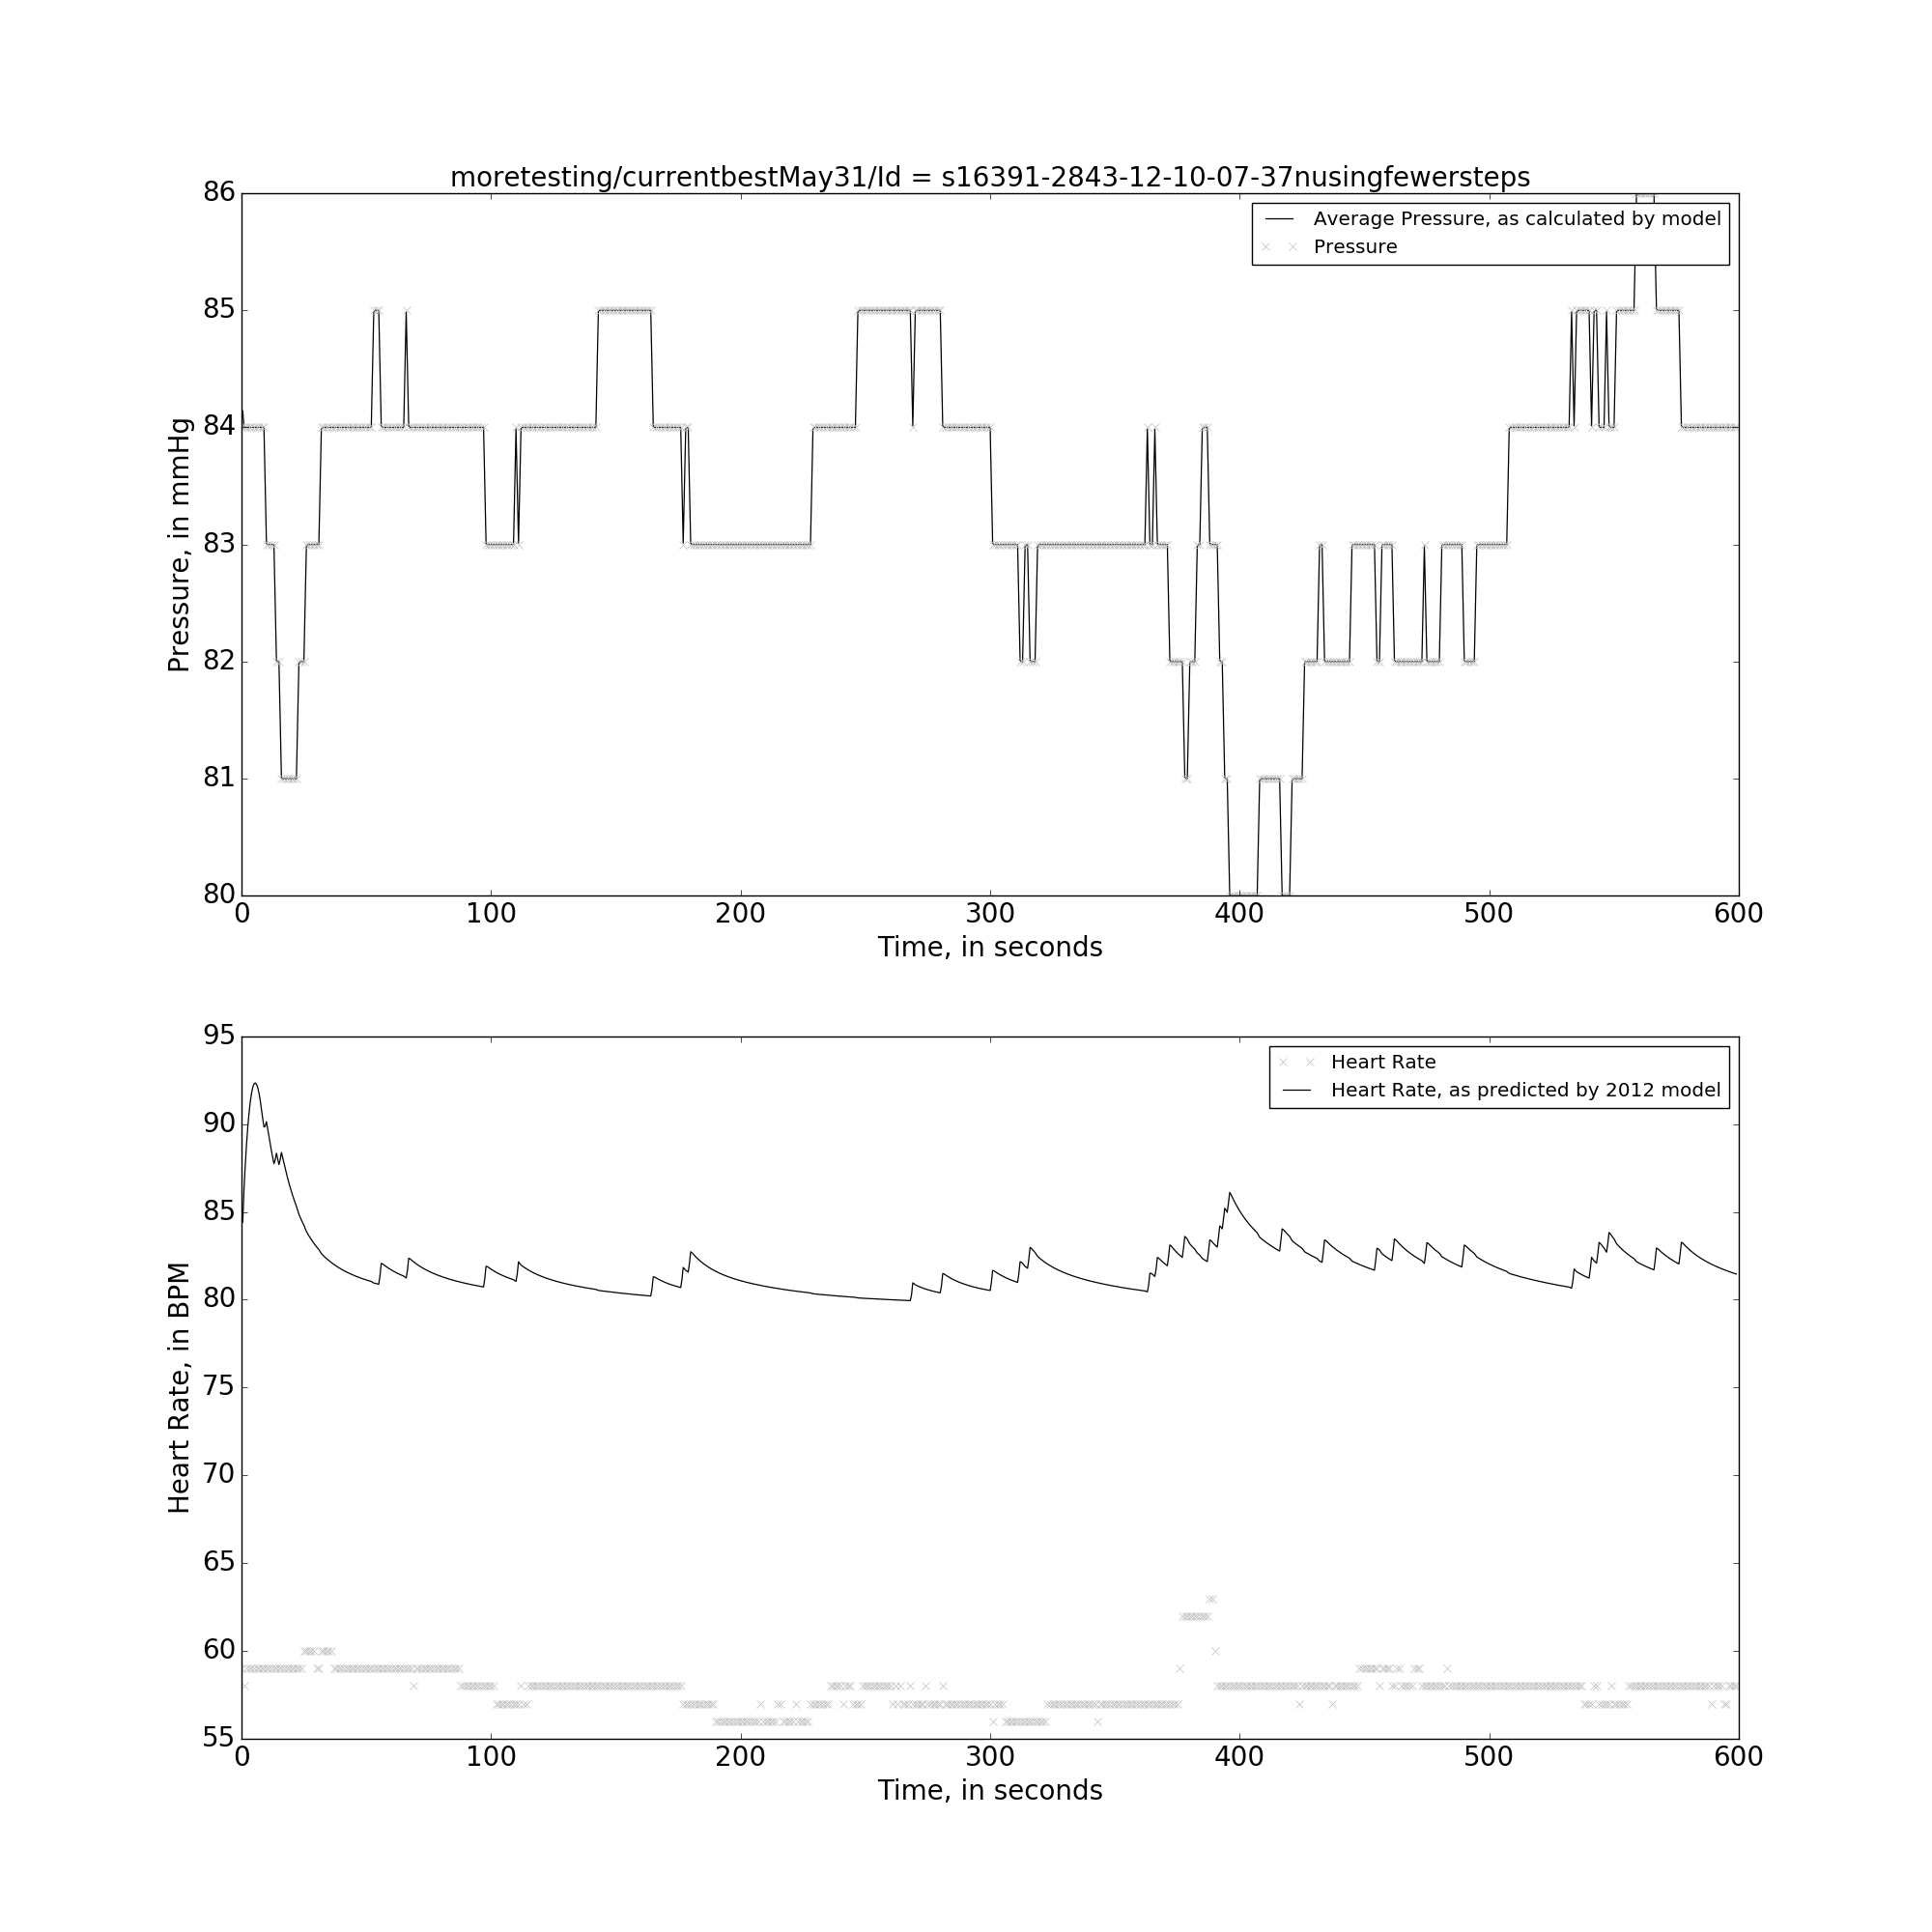 moretesting/currentbestMay31/Id = s16391-2843-12-10-07-37nusingfewersteps
86
85
84
83
82
81
80
Pressure, in mmHg
Average Pressure, as calculated by model
Pressure
0 100 200 300 400 500 600
Time, in seconds
95
90
85
80
75
70
65
60
55
Heart Rate, in BPM
Heart Rate
Heart Rate, as predicted by 2012 model
0 100 200 300 400 500 600
Time, in seconds